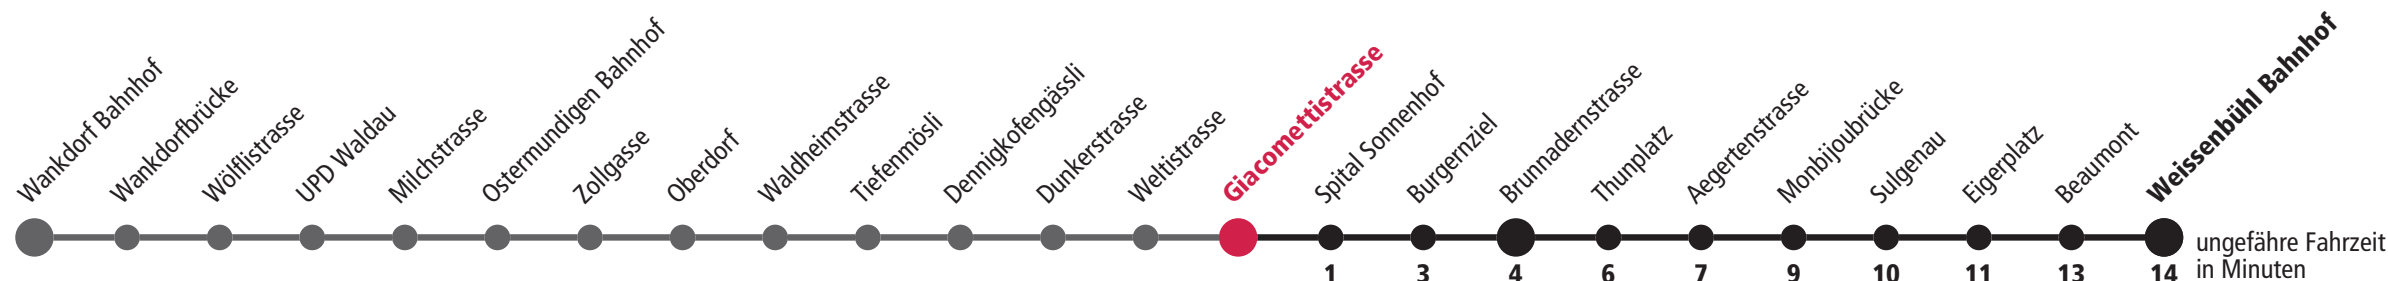 Wankdorf Bahnhof
Wankdorfbrücke
Wölflistrasse
UPD Waldau
Milchstrasse
Ostermundigen Bahnhof
Zollgasse
Oberdorf
Waldheimstrasse
Tiefenmösli
Dennigkofengässli
Dunkerstrasse
Weltistrasse
Giacomettistrasse
Spital Sonnenhof
Burgernziel
Brunnadernstrasse
Thunplatz
Aegertenstrasse
Monbijoubrücke
Sulgenau
Eigerplatz
Beaumont
Weissenbühl Bahnhof
1 3 4 6 7 9 10 11 13 14
ungefähre Fahrzeit
in Minuten